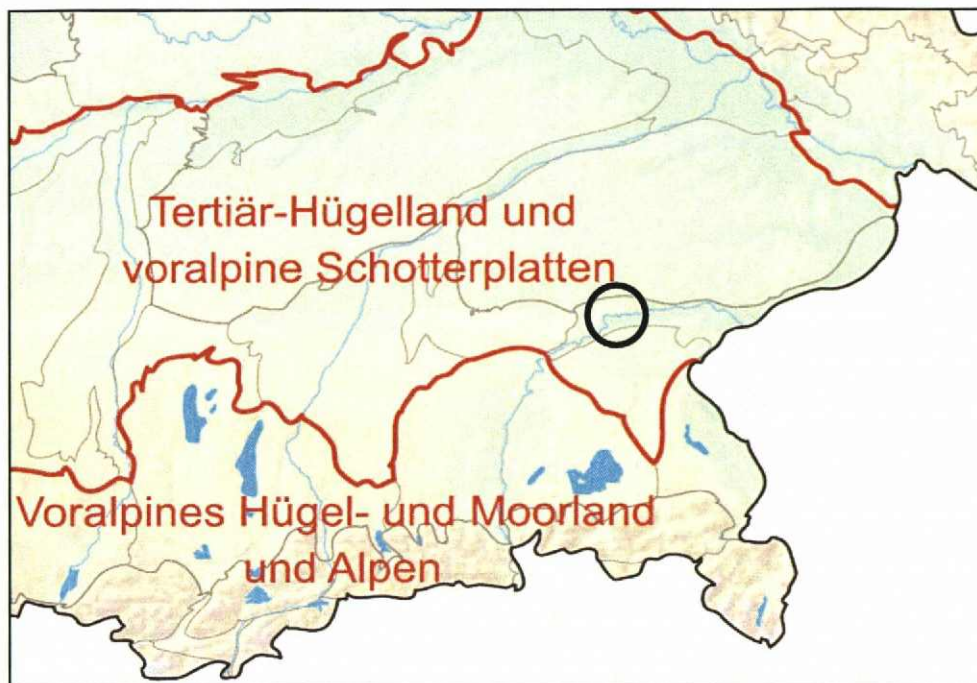 Tertiär-Hügelland und
voralpine Schotterplatten
Voralpines Hügel- und Moorland
und Alpen